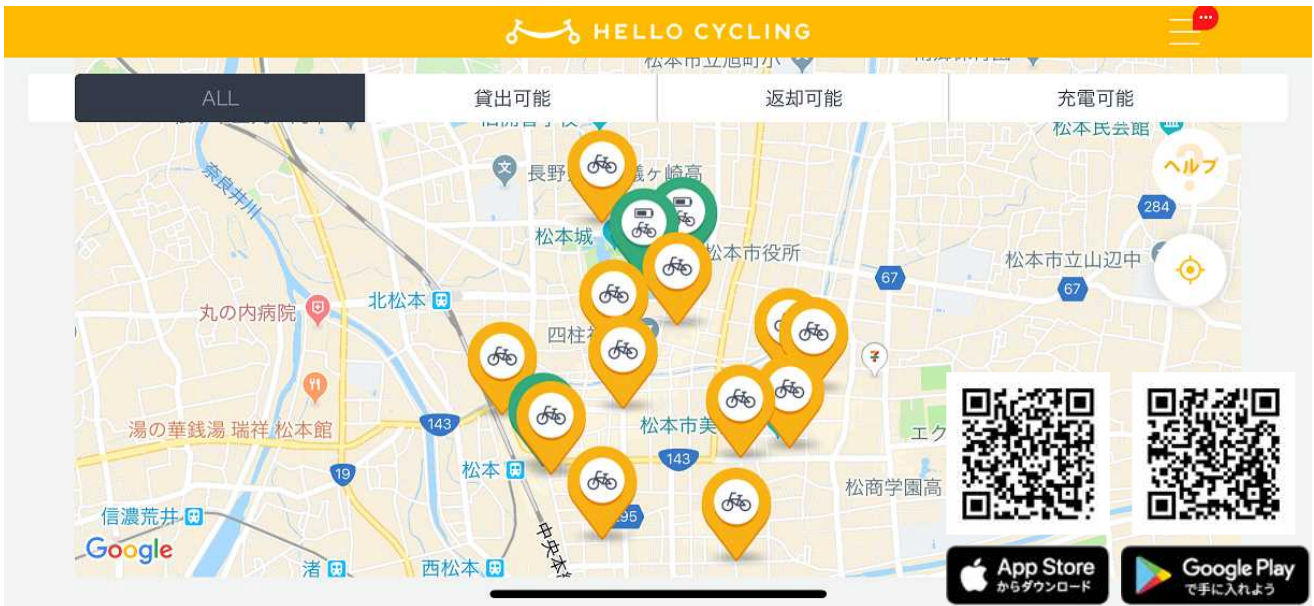 HELLO CYCLING
ALL
貸出可能
返却可能
充電可能
松本市立旭町小
松本民会館
ヘルプ
奈良井川
長野
議ヶ崎高
284
松本城
松本市役所
松本市立山辺中
67
67
北松本
丸の内病院
四柱
湯の華銭湯 瑞祥 松本館
143
松本市美
エク
143
19
松本
松商学園高
信濃荒井
95
中央本
Google
渚
西松本
App Store
からダウンロード
Google Play
で手に入れよう